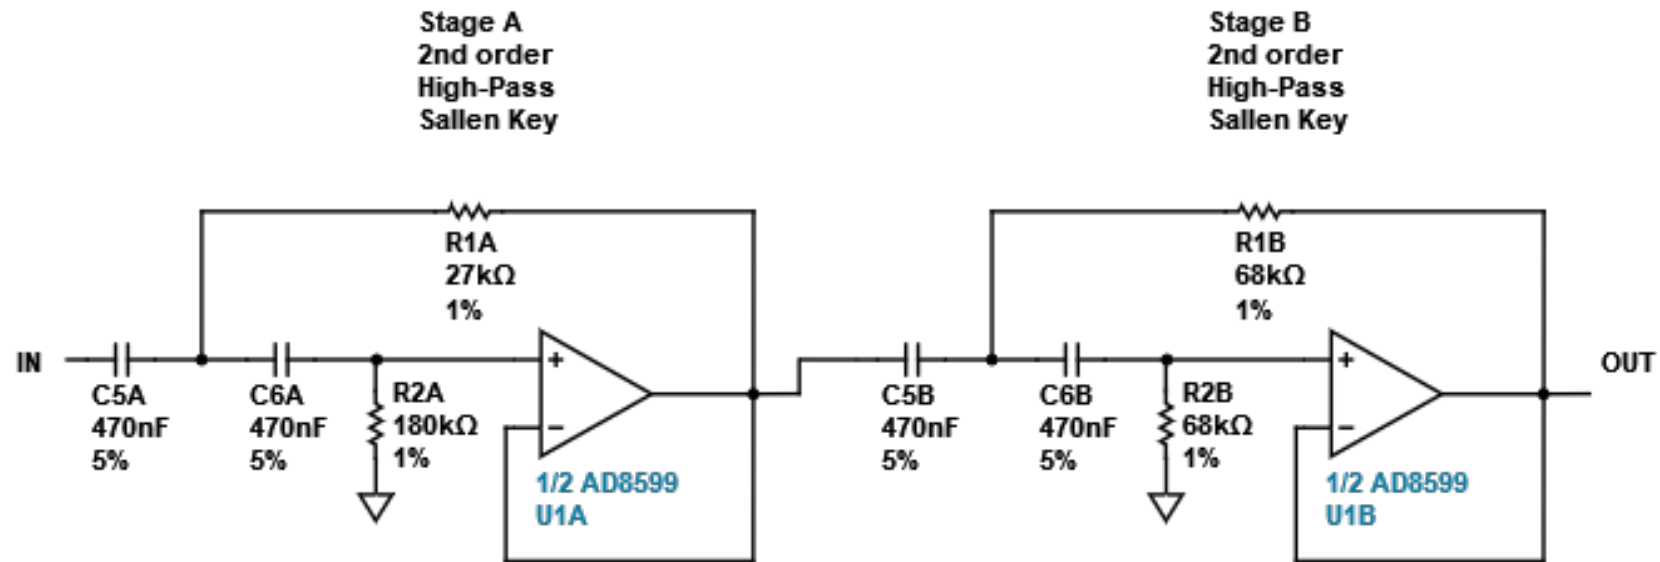 Stage A
2nd order
High-Pass
Sallen Key
Stage B
2nd order
High-Pass
Sallen Key
R1A
27kΩ
1%
R1B
68kΩ
1%
IN
C5A
470nF
5%
C6A
470nF
5%
R2A
180kΩ
1%
+
−
1/2 AD8599
U1A
C5B
470nF
5%
C6B
470nF
5%
R2B
68kΩ
1%
+
−
1/2 AD8599
U1B
OUT